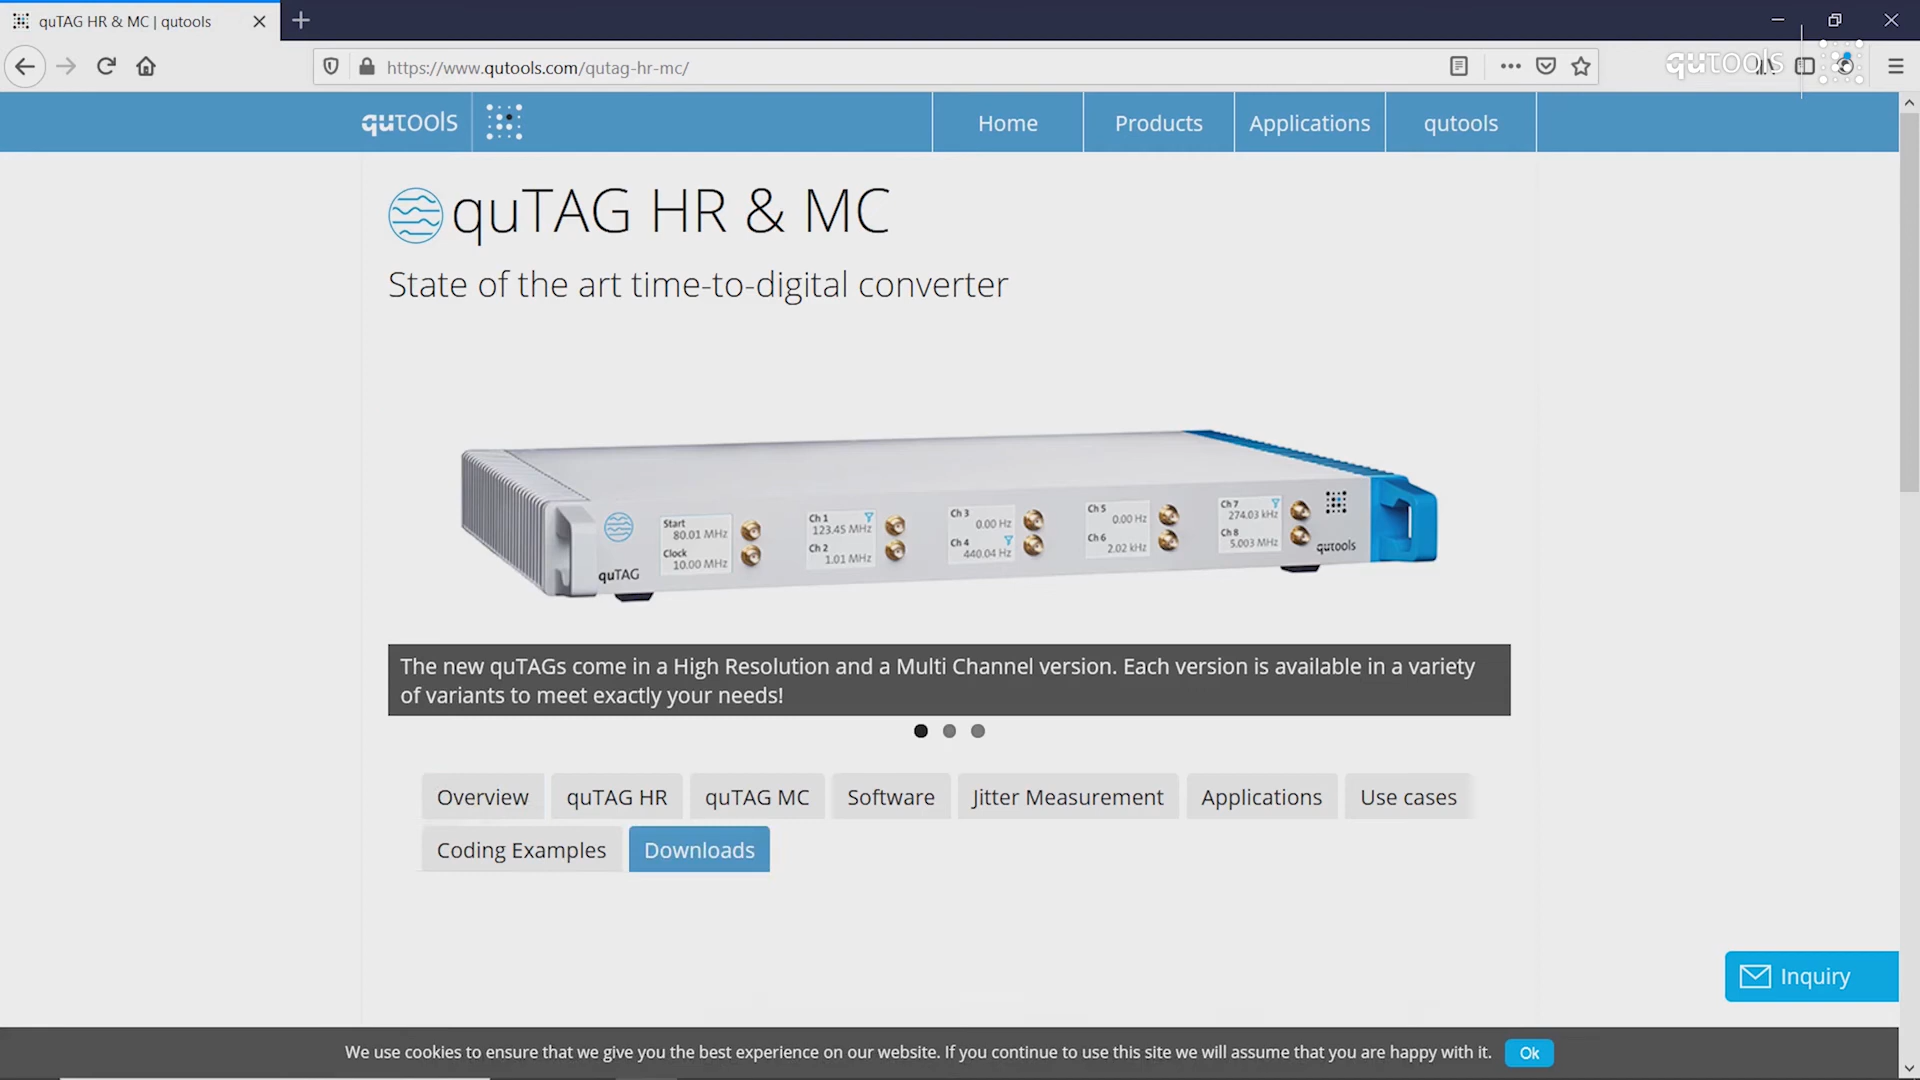 quTAG HR & MC | qutools
https://www.qutools.com/qutag-hr-mc/
qutools
qutools
Home
Products
Applications
qutools
quTAG HR & MC
State of the art time-to-digital converter
Start
80.01 MHz
Clock
10.00 MHz
quTAG
Ch 1
123.45 MHz
Ch 2
1.01 MHz
Ch 3
0.00 Hz
Ch 4
440.04 Hz
Ch 5
0.00 Hz
Ch 6
2.02 kHz
Ch 7
274.03 kHz
Ch 8
5.003 MHz
qutools
The new quTAGs come in a High Resolution and a Multi Channel version. Each version is available in a variety
of variants to meet exactly your needs!
Overview
quTAG HR
quTAG MC
Software
Jitter Measurement
Applications
Use cases
Coding Examples
Downloads
Inquiry
We use cookies to ensure that we give you the best experience on our website. If you continue to use this site we will assume that you are happy with it.
Ok